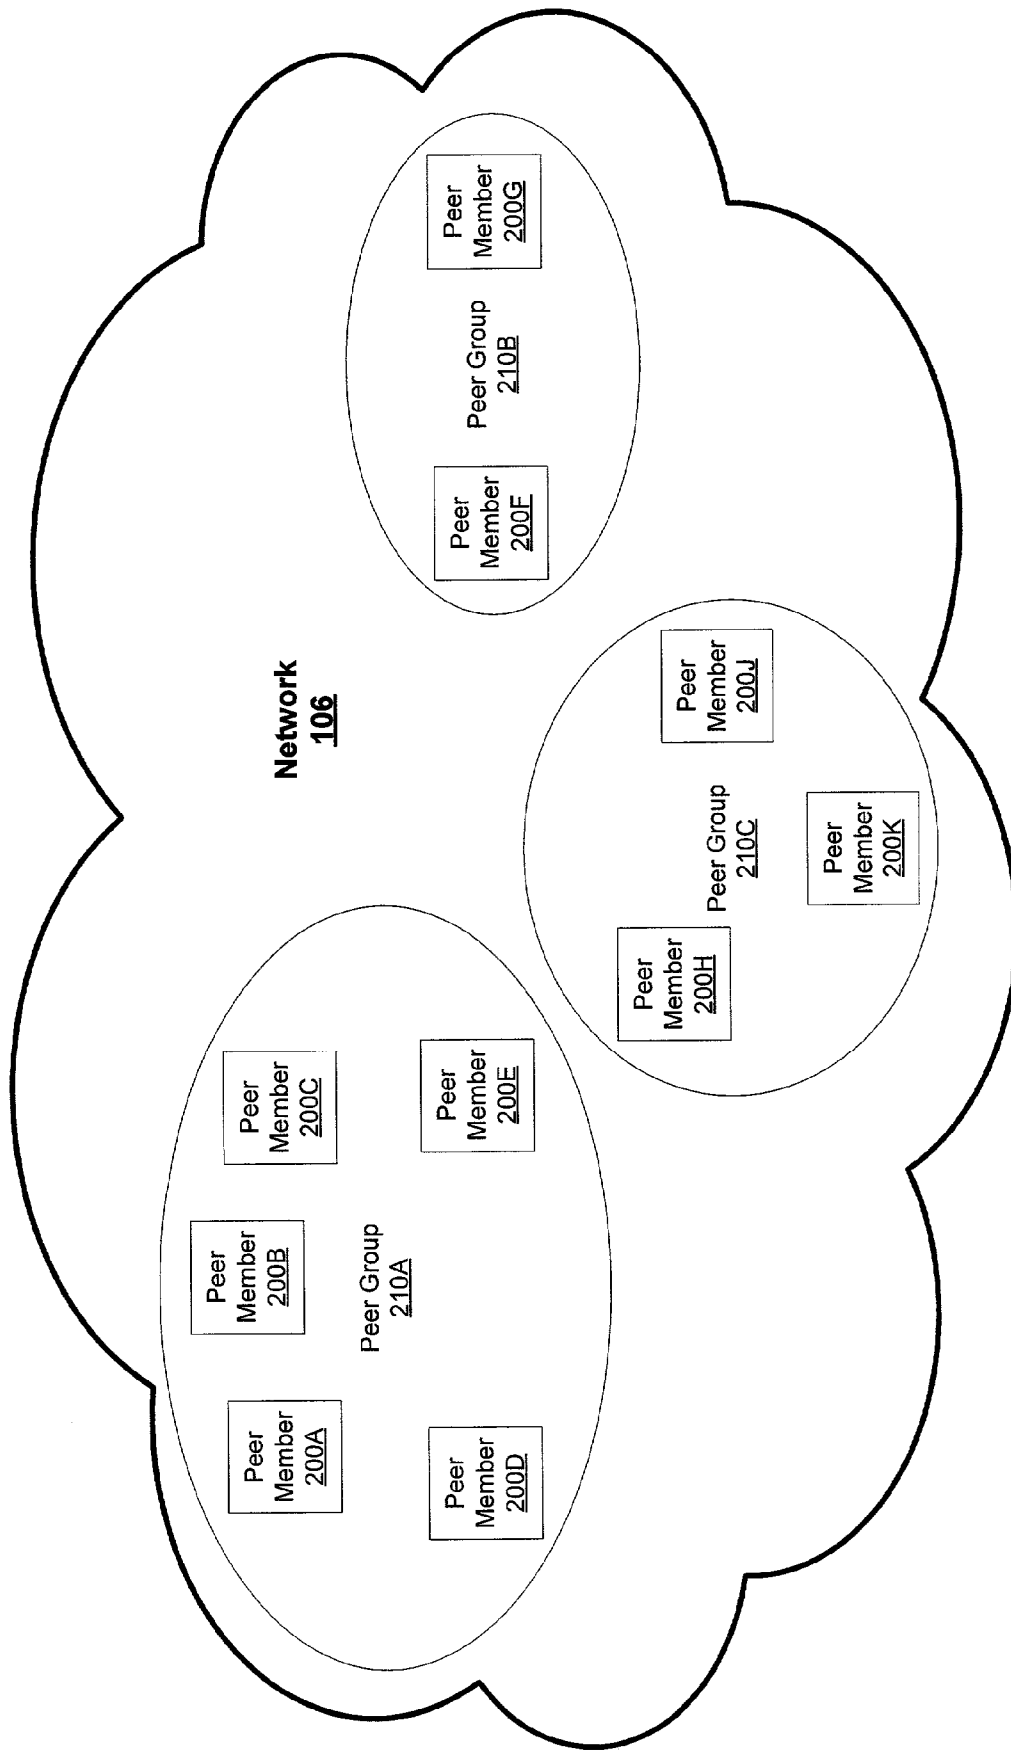 Network
106
Peer
Member
200A
Peer
Member
200B
Peer
Member
200C
Peer Group
210A
Peer
Member
200D
Peer
Member
200E
Peer
Member
200F
Peer Group
210B
Peer
Member
200G
Peer
Member
200H
Peer Group
210C
Peer
Member
200J
Peer
Member
200K